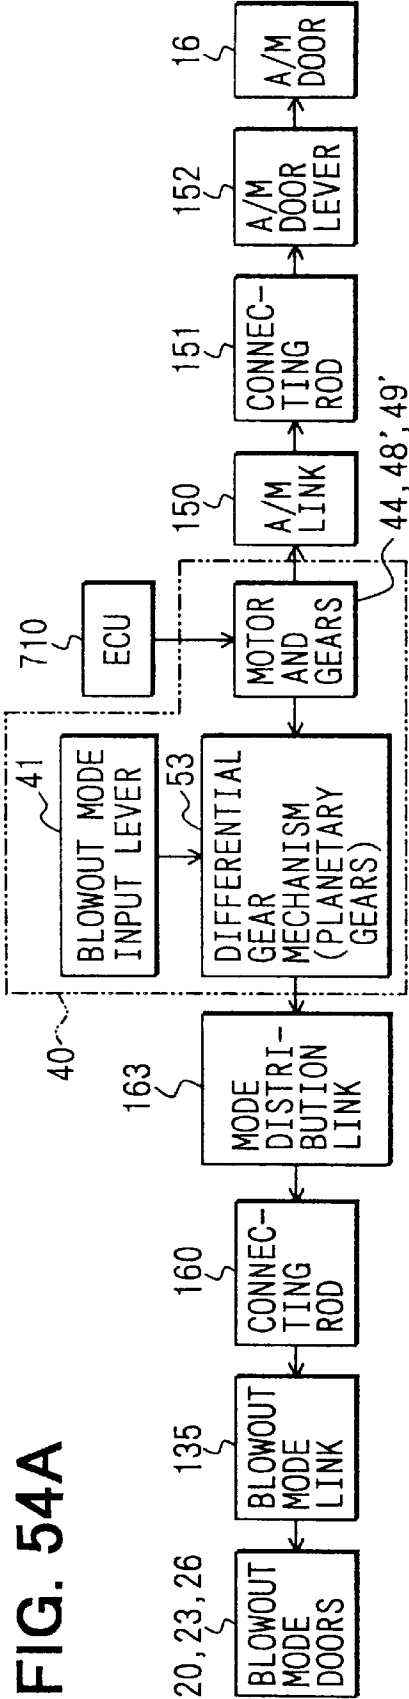 FIG. 54A
20, 23, 26
BLOWOUT
MODE
DOORS
135
BLOWOUT
MODE
LINK
160
CONNEC-
TING
ROD
163
MODE
DISTRI-
BUTION
LINK
40
41
BLOWOUT MODE
INPUT LEVER
53
DIFFERENTIAL
GEAR
MECHANISM
(PLANETARY
GEARS)
710
ECU
MOTOR
AND
GEARS
44, 48', 49'
150
A/M
LINK
151
CONNEC-
TING
ROD
152
A/M
DOOR
LEVER
16
A/M
DOOR